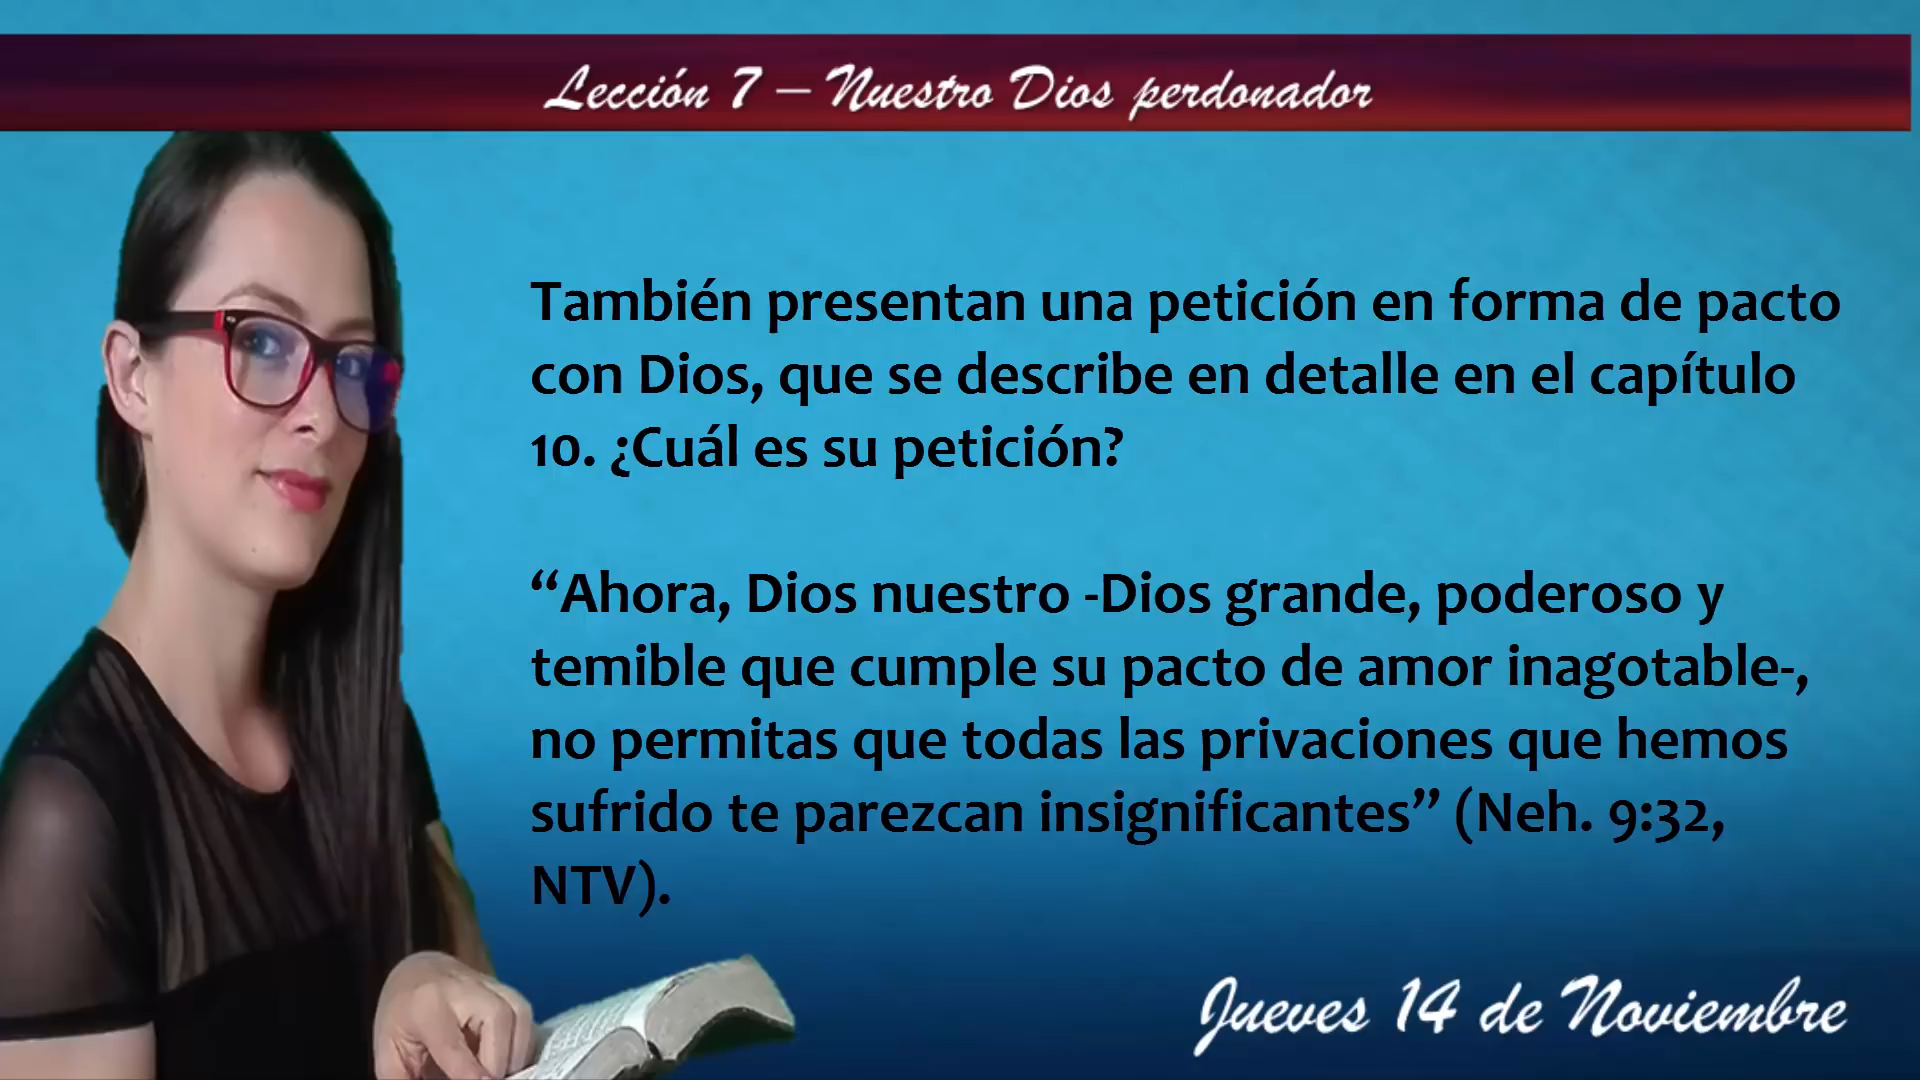 Lección 7 – Nuestro Dios perdonador
También presentan una petición en forma de pacto
con Dios, que se describe en detalle en el capítulo
10. ¿Cuál es su petición?
“Ahora, Dios nuestro -Dios grande, poderoso y
temible que cumple su pacto de amor inagotable-,
no permitas que todas las privaciones que hemos
sufrido te parezcan insignificantes” (Neh. 9:32,
NTV).
Jueves 14 de Noviembre